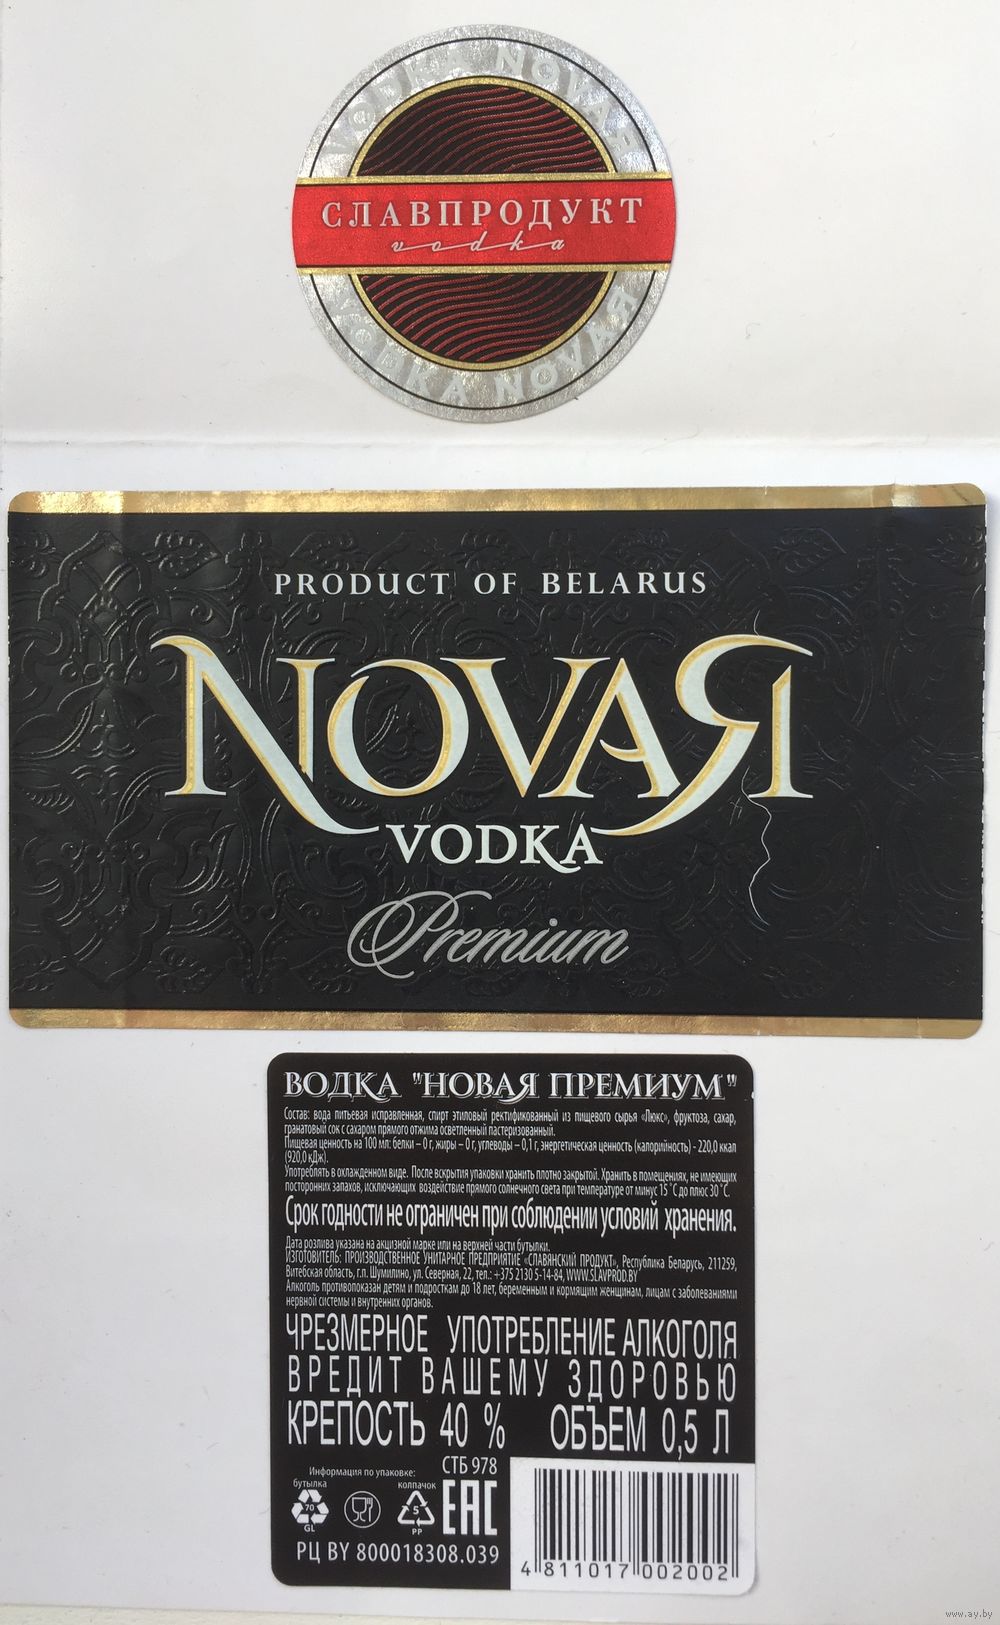 VODKA NOVAЯ
СЛАВПРОДУКТ
vodka
VODKA NOVAЯ
PRODUCT OF BELARUS
NOVAЯ
VODKA
Premium
ВОДКА "НОВАЯ ПРЕМИУМ"
Состав: вода питьевая исправленная, спирт этиловый ректификованный из пищевого сырья «Люкс», фруктоза, сахар,
гранатовый сок с сахаром прямого отжима осветленный пастеризованный.
Пищевая ценность на 100 мл: белки – 0 г, жиры – 0 г, углеводы – 0,1 г, энергетическая ценность (калорийность) - 220,0 ккал
(920,0 кДж).
Употреблять в охлажденном виде. После вскрытия упаковки хранить плотно закрытой. Хранить в помещениях, не имеющих
посторонних запахов, исключающих воздействие прямого солнечного света при температуре от минус 15 ˚С до плюс 30 ˚С.
Срок годности не ограничен при соблюдении условий хранения.
Дата розлива указана на акцизной марке или на верхней части бутылки.
ИЗГОТОВИТЕЛЬ: ПРОИЗВОДСТВЕННОЕ УНИТАРНОЕ ПРЕДПРИЯТИЕ «СЛАВЯНСКИЙ ПРОДУКТ», Республика Беларусь, 211259,
Витебская область, г.п. Шумилино, ул. Северная, 22, тел.: +375 2130 5-14-84, WWW.SLAVPROD.BY
Алкоголь противопоказан детям и подросткам до 18 лет, беременным и кормящим женщинам, лицам с заболеваниями
нервной системы и внутренних органов.
ЧРЕЗМЕРНОЕ УПОТРЕБЛЕНИЕ АЛКОГОЛЯ
ВРЕДИТ ВАШЕМУ ЗДОРОВЬЮ
КРЕПОСТЬ 40 % ОБЪЕМ 0,5 Л
Информация по упаковке: СТБ 978
бутылка колпачок
70 5 EAC
GL PP
РЦ BY 800018308.039
4 811017 002002
www.ay.by